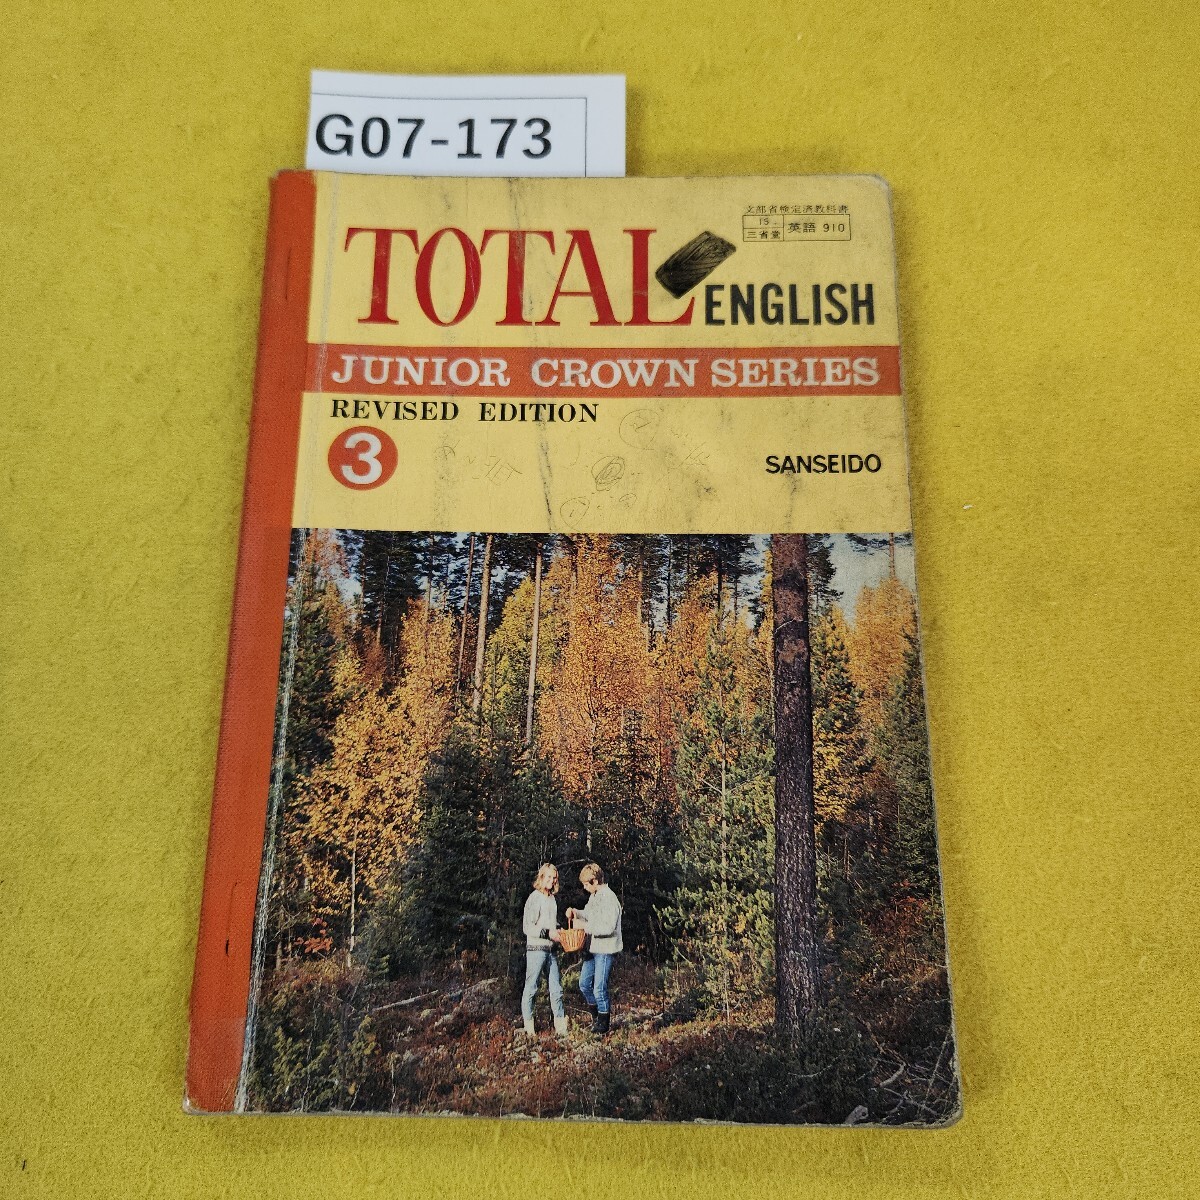 G07-173
文部省検定済教科書
15
三省堂
英語 910
TOTAL
ENGLISH
JUNIOR CROWN SERIES
REVISED EDITION
3
SANSEIDO